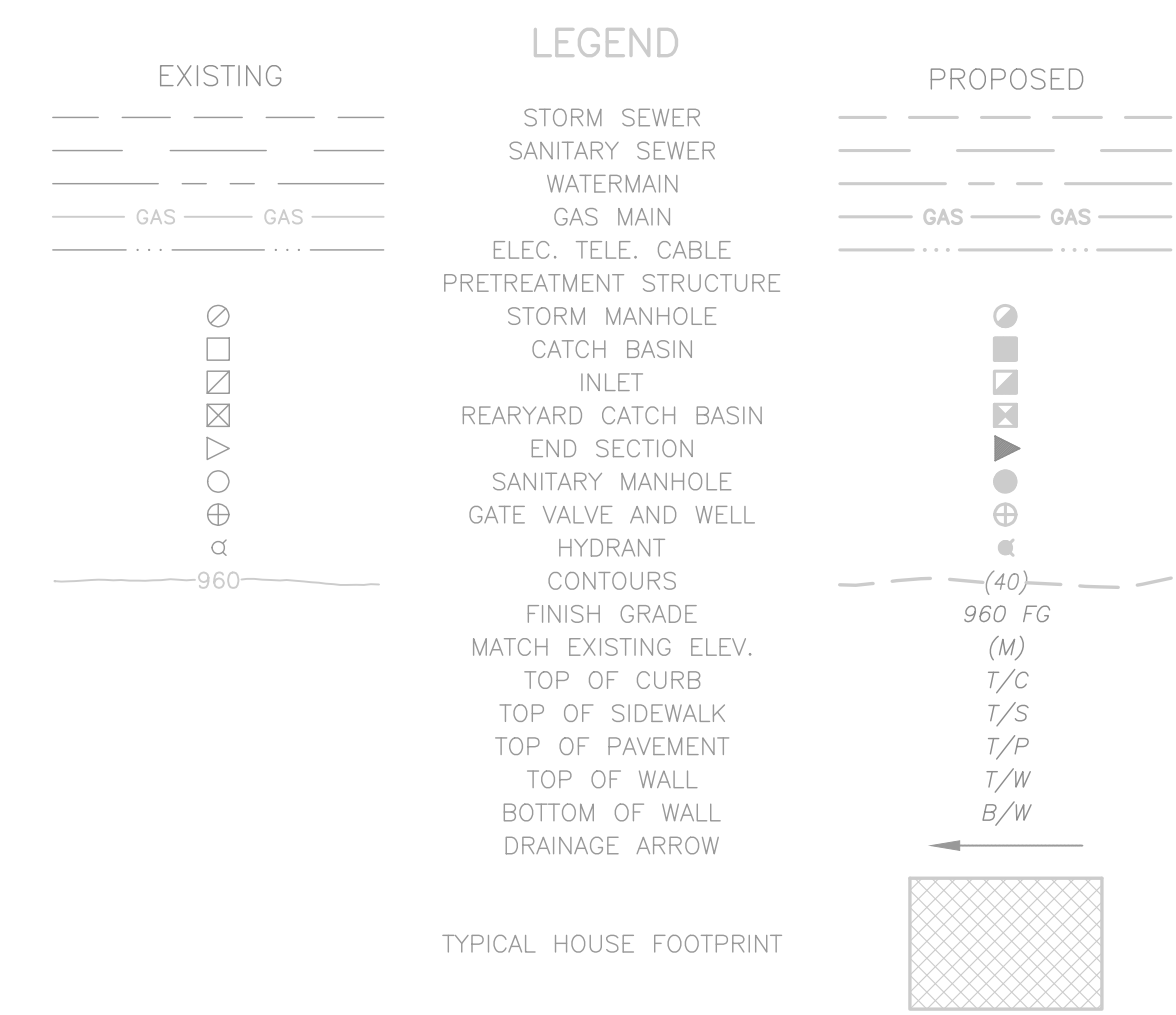 LEGEND
EXISTING PROPOSED
STORM SEWER
SANITARY SEWER
WATERMAIN
GAS GAS GAS MAIN GAS GAS
ELEC. TELE. CABLE
PRETREATMENT STRUCTURE
STORM MANHOLE
CATCH BASIN
INLET
REARYARD CATCH BASIN
END SECTION
SANITARY MANHOLE
GATE VALVE AND WELL
HYDRANT
960 CONTOURS (40)
FINISH GRADE 960 FG
MATCH EXISTING ELEV. (M)
TOP OF CURB T/C
TOP OF SIDEWALK T/S
TOP OF PAVEMENT T/P
TOP OF WALL T/W
BOTTOM OF WALL B/W
DRAINAGE ARROW
TYPICAL HOUSE FOOTPRINT